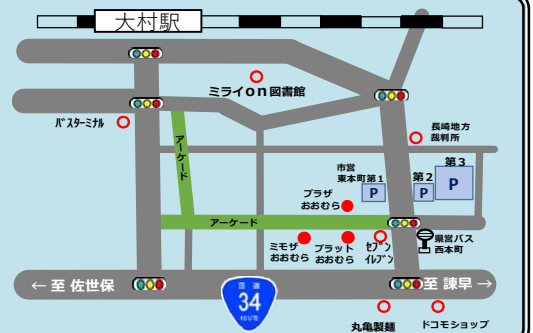 大村駅
ミライon図書館
バスターミナル
アーケード
長崎地方
裁判所
市営
東本町第1
第2
第3
P
P
P
プラザ
おおむら
アーケード
ミモザ
おおむら
プラット
おおむら
セブン
イレブン
県営バス
西本町
← 至 佐世保
国道
34
ROUTE
至 諫早 →
丸亀製麺
ドコモショップ